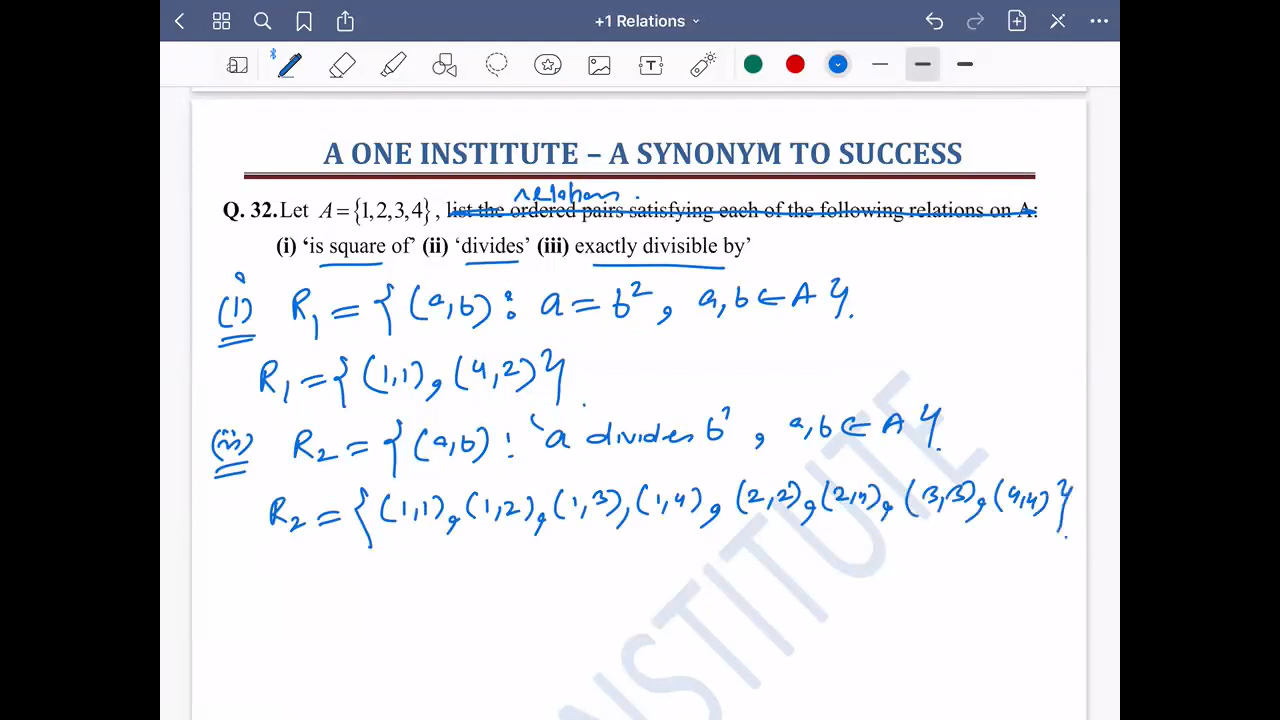 +1 Relations
A ONE INSTITUTE – A SYNONYM TO SUCCESS
relations.
Q. 32. Let A = {1,2,3,4} , list the ordered pairs satisfying each of the following relations on A:
(i) ‘is square of’ (ii) ‘divides’ (iii) exactly divisible by’
(i) R₁ = {(a,b) : a = b², a,b ∈ A}.
R₁ = {(1,1), (4,2)}.
(ii) R₂ = {(a,b) : ‘a divides b’, a,b ∈ A}.
R₂ = {(1,1), (1,2), (1,3), (1,4), (2,2), (2,4), (3,3), (4,4)}.
NSTITUTE